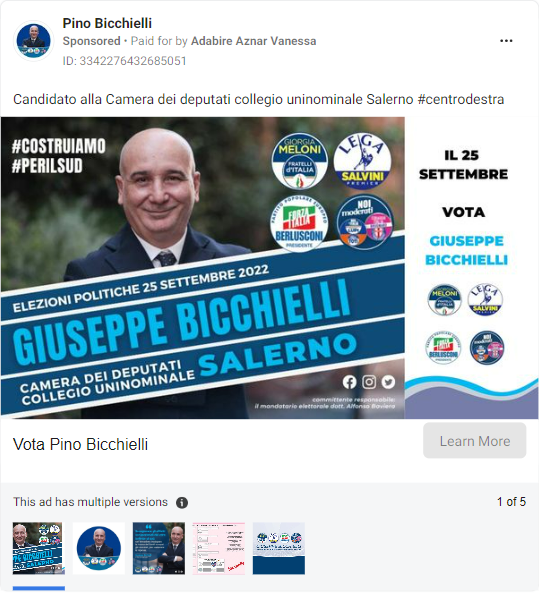 Pino Bicchielli
Sponsored • Paid for by Adabire Aznar Vanessa
ID: 3342276432685051
Candidato alla Camera dei deputati collegio uninominale Salerno #centrodestra
#COSTRUIAMO
#PERILSUD
GIORGIA
MELONI
FRATELLI
d'ITALIA
LEGA
SALVINI
PREMIER
FORZA
ITALIA
BERLUSCONI
PRESIDENTE
NOI
moderati
ELEZIONI POLITICHE 25 SETTEMBRE 2022
GIUSEPPE BICCHIELLI
CAMERA DEI DEPUTATI
COLLEGIO UNINOMINALE SALERNO
committente responsabile:
il mandatario elettorale dott. Alfonso Raviera
IL 25
SETTEMBRE
VOTA
GIUSEPPE
BICCHIELLI
MELONI
LEGA
SALVINI
FORZA
ITALIA
BERLUSCONI
NOI
Vota Pino Bicchielli
Learn More
This ad has multiple versions
1 of 5